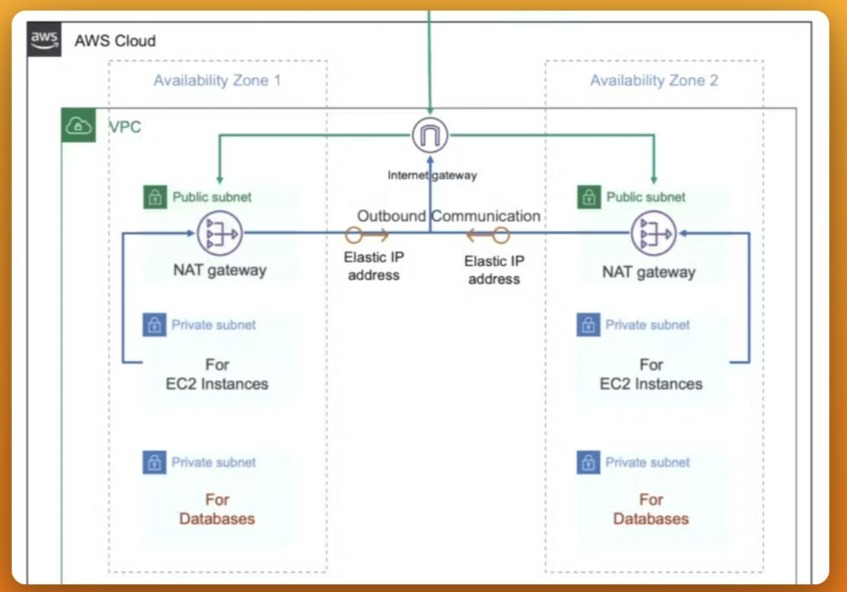 aws
AWS Cloud
Availability Zone 1
Availability Zone 2
VPC
Internet gateway
Public subnet
Public subnet
Outbound Communication
NAT gateway
Elastic IP
address
Elastic IP
address
NAT gateway
Private subnet
Private subnet
For
EC2 Instances
For
EC2 Instances
Private subnet
Private subnet
For
Databases
For
Databases